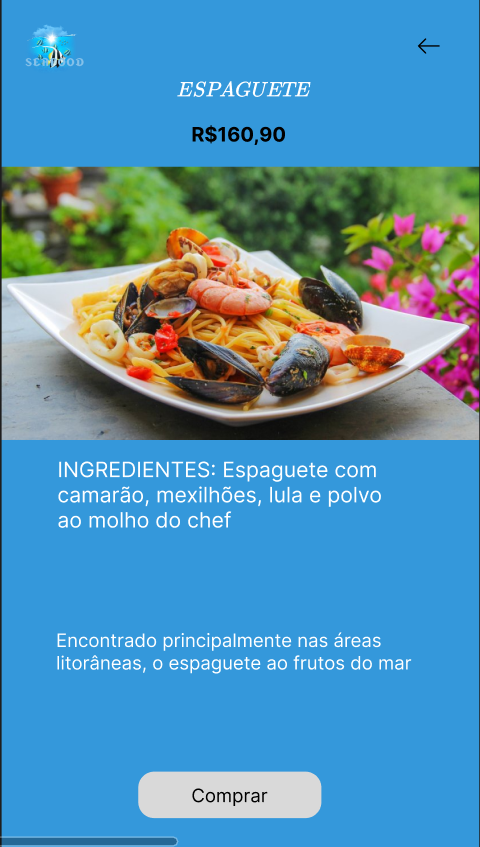 SEAFOOD
ESPAGUETE
R$160,90
INGREDIENTES: Espaguete com
camarão, mexilhões, lula e polvo
ao molho do chef
Encontrado principalmente nas áreas
litorâneas, o espaguete ao frutos do mar
Comprar